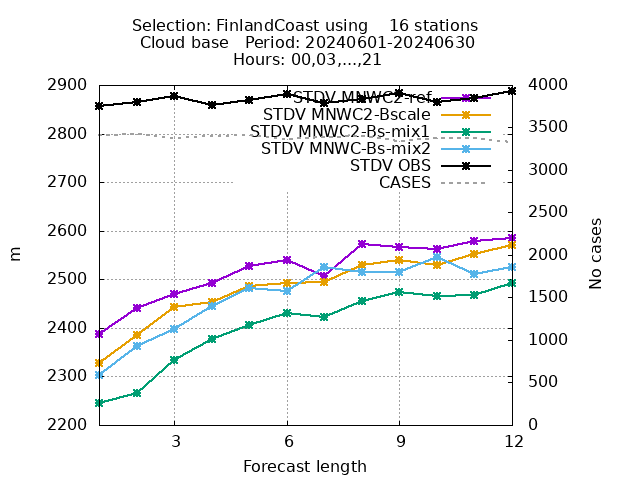 Selection: FinlandCoast using    16 stations
Cloud base   Period: 20240601-20240630
Hours: 00,03,...,21
2900
2800
2700
2600
2500
2400
2300
2200
m
STDV MNWC2-ref
STDV MNWC2-Bscale
STDV MNWC2-Bs-mix1
STDV MNWC-Bs-mix2
STDV OBS
CASES
4000
3500
3000
2500
2000
1500
1000
500
0
No cases
3
6
9
12
Forecast length